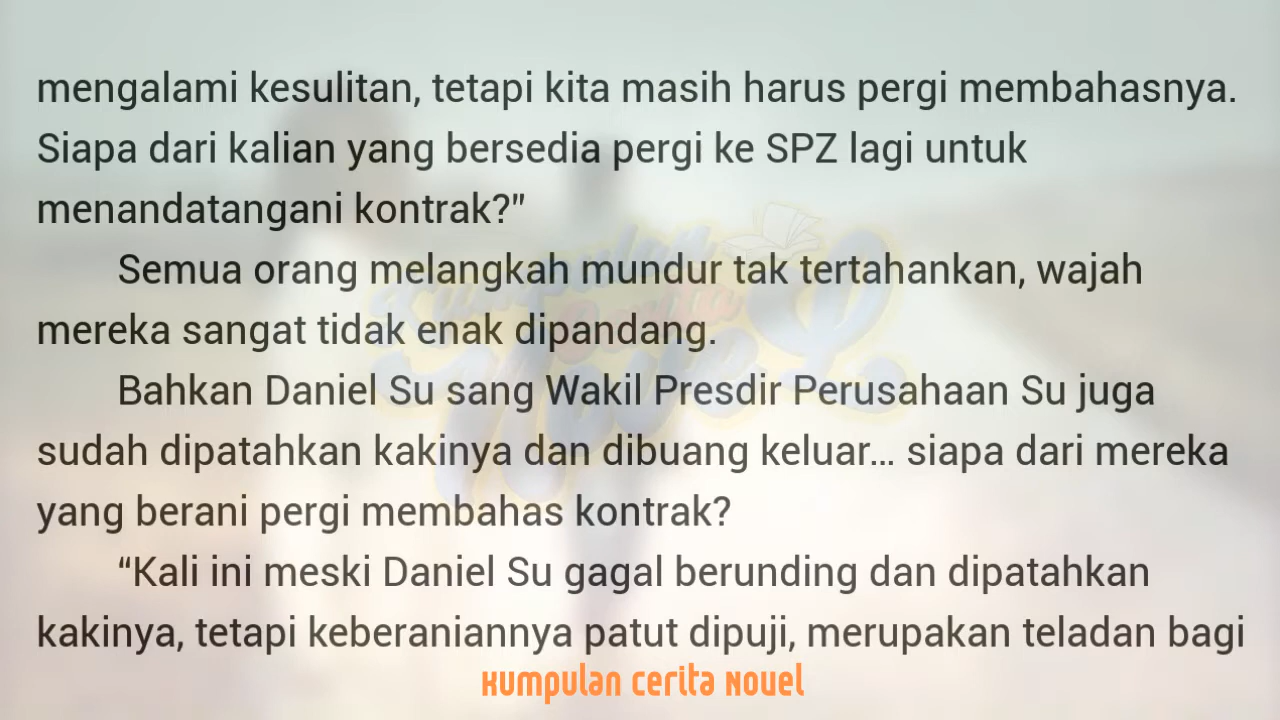 mengalami kesulitan, tetapi kita masih harus pergi membahasnya.
Siapa dari kalian yang bersedia pergi ke SPZ lagi untuk
menandatangani kontrak?"
Semua orang melangkah mundur tak tertahankan, wajah
mereka sangat tidak enak dipandang.
Bahkan Daniel Su sang Wakil Presdir Perusahaan Su juga
sudah dipatahkan kakinya dan dibuang keluar... siapa dari mereka
yang berani pergi membahas kontrak?
“Kali ini meski Daniel Su gagal berunding dan dipatahkan
kakinya, tetapi keberaniannya patut dipuji, merupakan teladan bagi
Kumpulan Cerita Novel